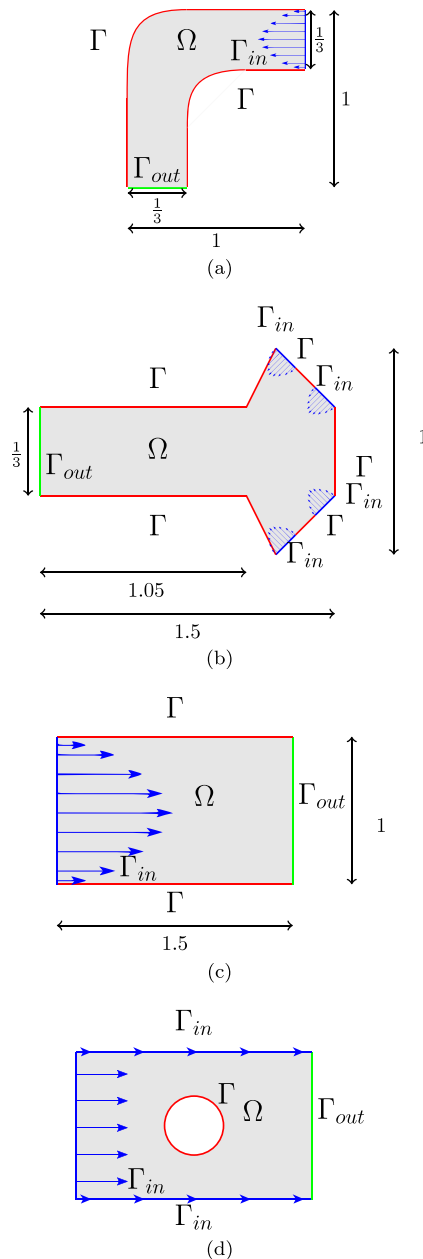 Γ Ω Γ_in 1/3
Γ 1
Γ_out
1/3
1
(a)
Γ_in
Γ Γ
Γ_in
1/3 Γ_out Ω 1
Γ
Γ_in
Γ Γ
Γ_in
1.05
1.5
(b)
Γ
Ω Γ_out
1
Γ_in
Γ
1.5
(c)
Γ_in
Γ Ω Γ_out
Γ_in
Γ_in
(d)